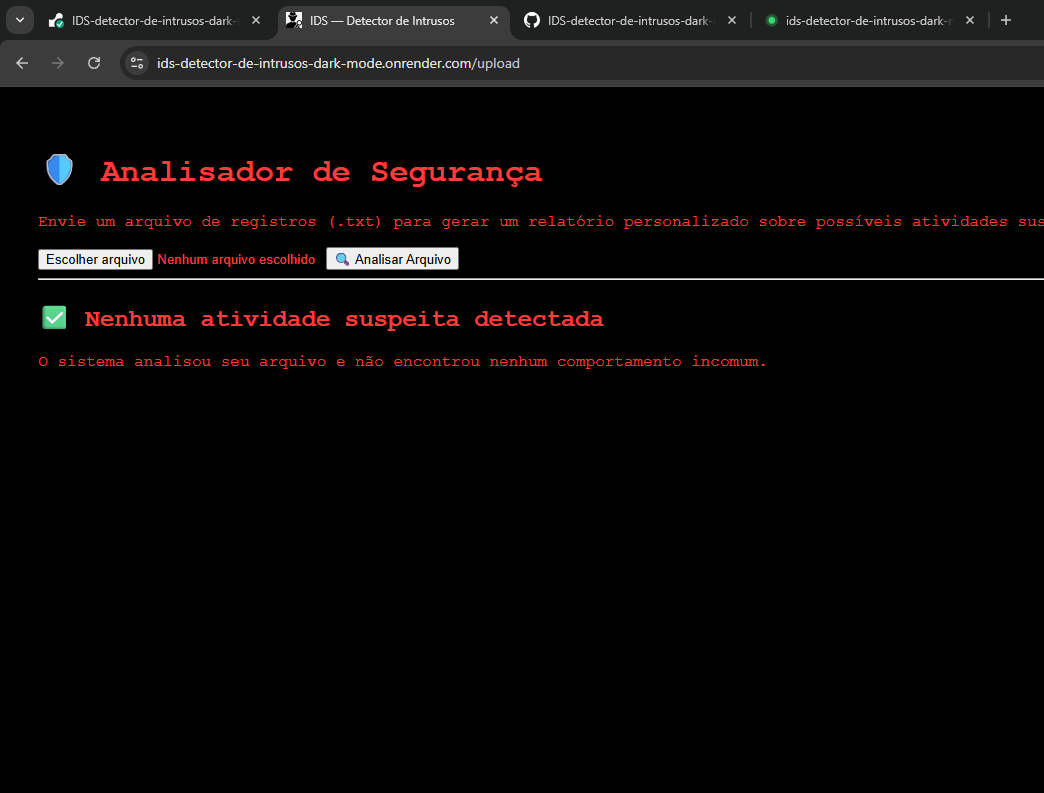 IDS-detector-de-intrusos-dark-
IDS — Detector de Intrusos
IDS-detector-de-intrusos-dark-
ids-detector-de-intrusos-dark-
ids-detector-de-intrusos-dark-mode.onrender.com/upload
Analisador de Segurança
Envie um arquivo de registros (.txt) para gerar um relatório personalizado sobre possíveis atividades sus
Escolher arquivo Nenhum arquivo escolhido Analisar Arquivo
Nenhuma atividade suspeita detectada
O sistema analisou seu arquivo e não encontrou nenhum comportamento incomum.